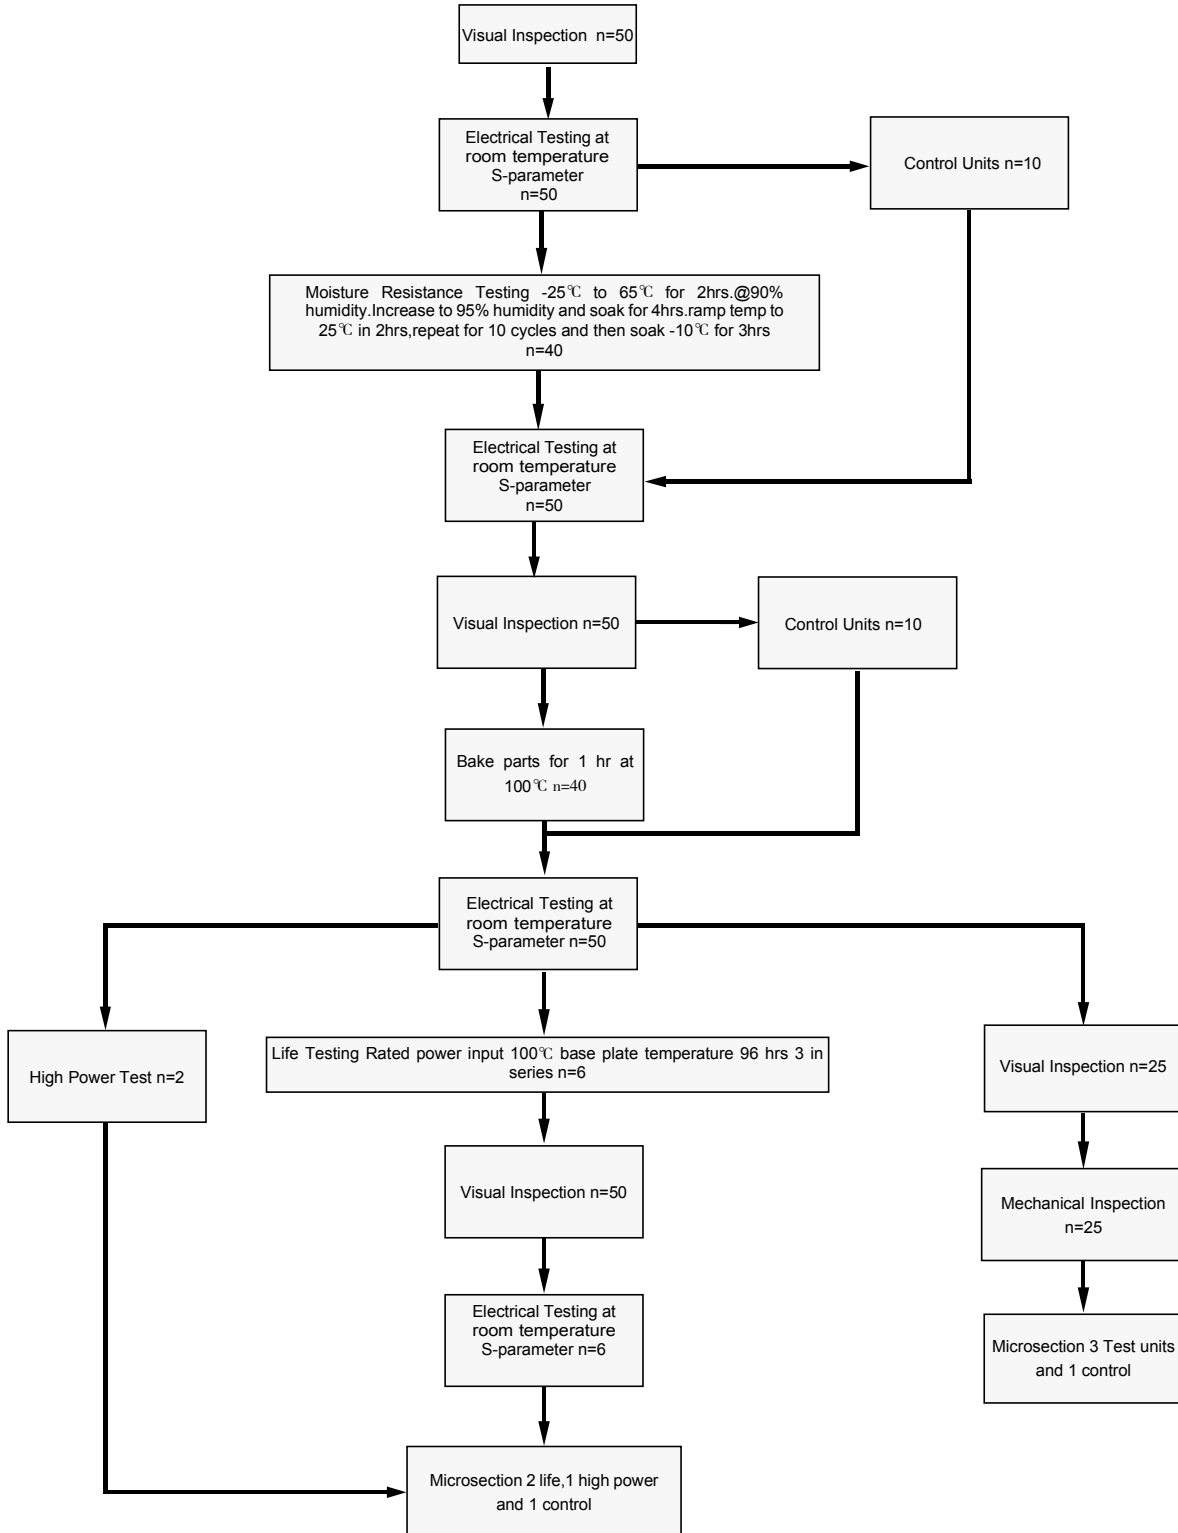 Visual Inspection n=50
Electrical Testing at
room temperature
S-parameter
n=50
Control Units n=10
Moisture Resistance Testing -25℃ to 65℃ for 2hrs.@90%
humidity.Increase to 95% humidity and soak for 4hrs.ramp temp to
25℃ in 2hrs,repeat for 10 cycles and then soak -10℃ for 3hrs
n=40
Electrical Testing at
room temperature
S-parameter
n=50
Visual Inspection n=50
Control Units n=10
Bake parts for 1 hr at
100℃ n=40
Electrical Testing at
room temperature
S-parameter n=50
High Power Test n=2
Life Testing Rated power input 100℃ base plate temperature 96 hrs 3 in
series n=6
Visual Inspection n=25
Visual Inspection n=50
Mechanical Inspection
n=25
Electrical Testing at
room temperature
S-parameter n=6
Microsection 3 Test units
and 1 control
Microsection 2 life,1 high power
and 1 control